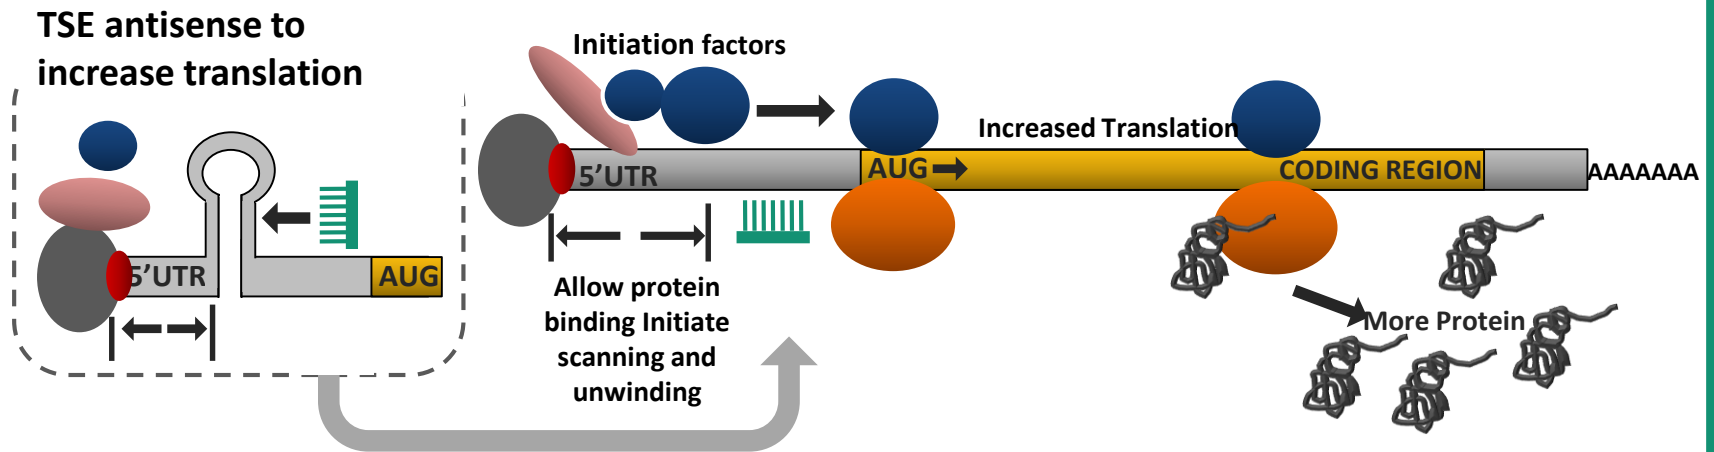 TSE antisense to
increase translation
5'UTR
AUG
Initiation factors
5'UTR
AUG
Increased Translation
CODING REGION
AAAAAAA
Allow protein
binding Initiate
scanning and
unwinding
More Protein